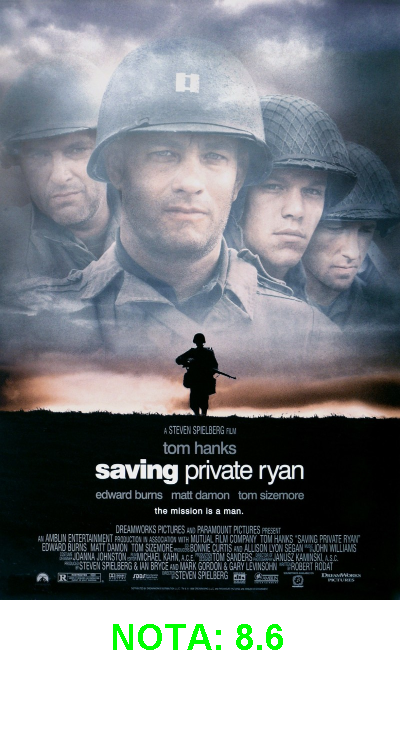 A STEVEN SPIELBERG FILM
tom hanks
saving private ryan
edward burns matt damon tom sizemore
the mission is a man.
DREAMWORKS PICTURES AND PARAMOUNT PICTURES PRESENT
AN AMBLIN ENTERTAINMENT PRODUCTION IN ASSOCIATION WITH MUTUAL FILM COMPANY TOM HANKS "SAVING PRIVATE RYAN"
EDWARD BURNS MATT DAMON TOM SIZEMORE BONNIE CURTIS AND ALLISON LYON SEGAN JOHN WILLIAMS
JOANNA JOHNSTON MICHAEL KAHN, A.C.E. TOM SANDERS JANUSZ KAMINSKI, A.S.C.
STEVEN SPIELBERG & IAN BRYCE AND MARK GORDON & GARY LEVINSOHN ROBERT RODAT
STEVEN SPIELBERG
R
DREAMWORKS
PICTURES
NOTA: 8.6